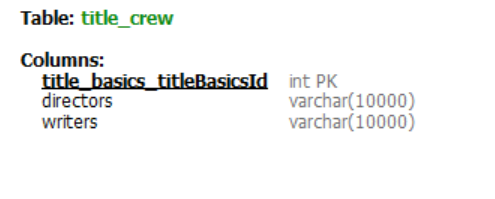 Table: title_crew
Columns:
title_basics_titleBasicsId int PK
directors varchar(10000)
writers varchar(10000)